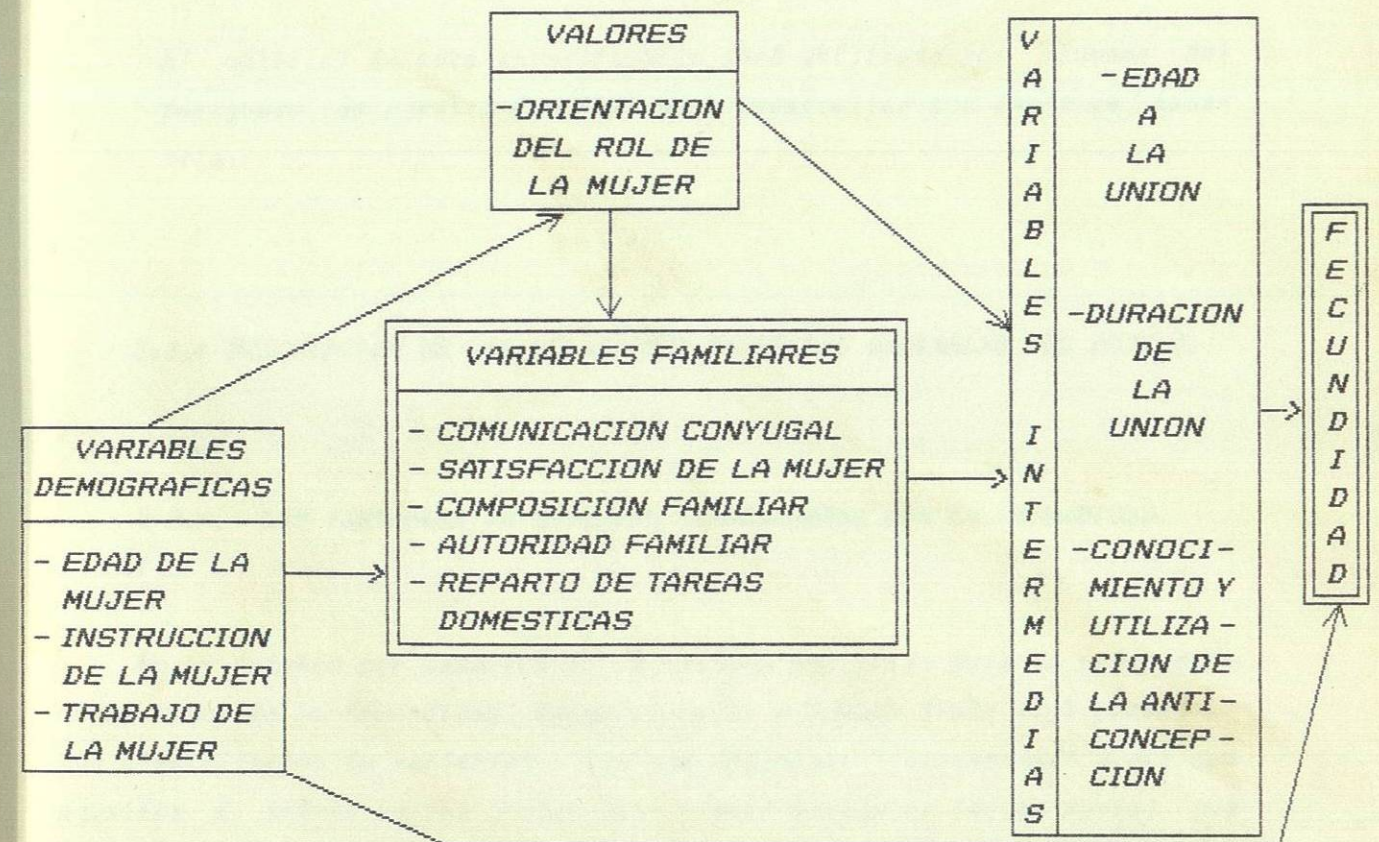 VALORES
-ORIENTACION
DEL ROL DE
LA MUJER
VARIABLES FAMILIARES
- COMUNICACION CONYUGAL
- SATISFACCION DE LA MUJER
- COMPOSICION FAMILIAR
- AUTORIDAD FAMILIAR
- REPARTO DE TAREAS
DOMESTICAS
VARIABLES
DEMOGRAFICAS
- EDAD DE LA
MUJER
- INSTRUCCION
DE LA MUJER
- TRABAJO DE
LA MUJER
VARIABLES INTERMEDIAS
-EDAD
A
LA
UNION
-DURACION
DE
LA
UNION
-CONOCI-
MIENTO Y
UTILIZA-
CION DE
LA ANTI-
CONCEP-
CION
FECUNDIDAD